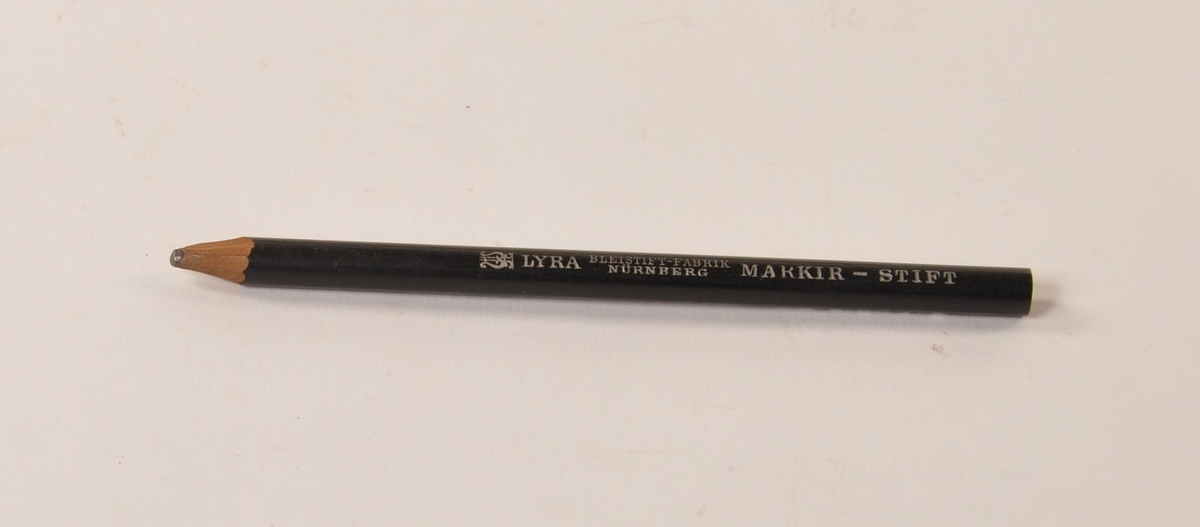 LYRA BLEISTIFT-FABRIK
NÜRNBERG
MARKIR - STIFT